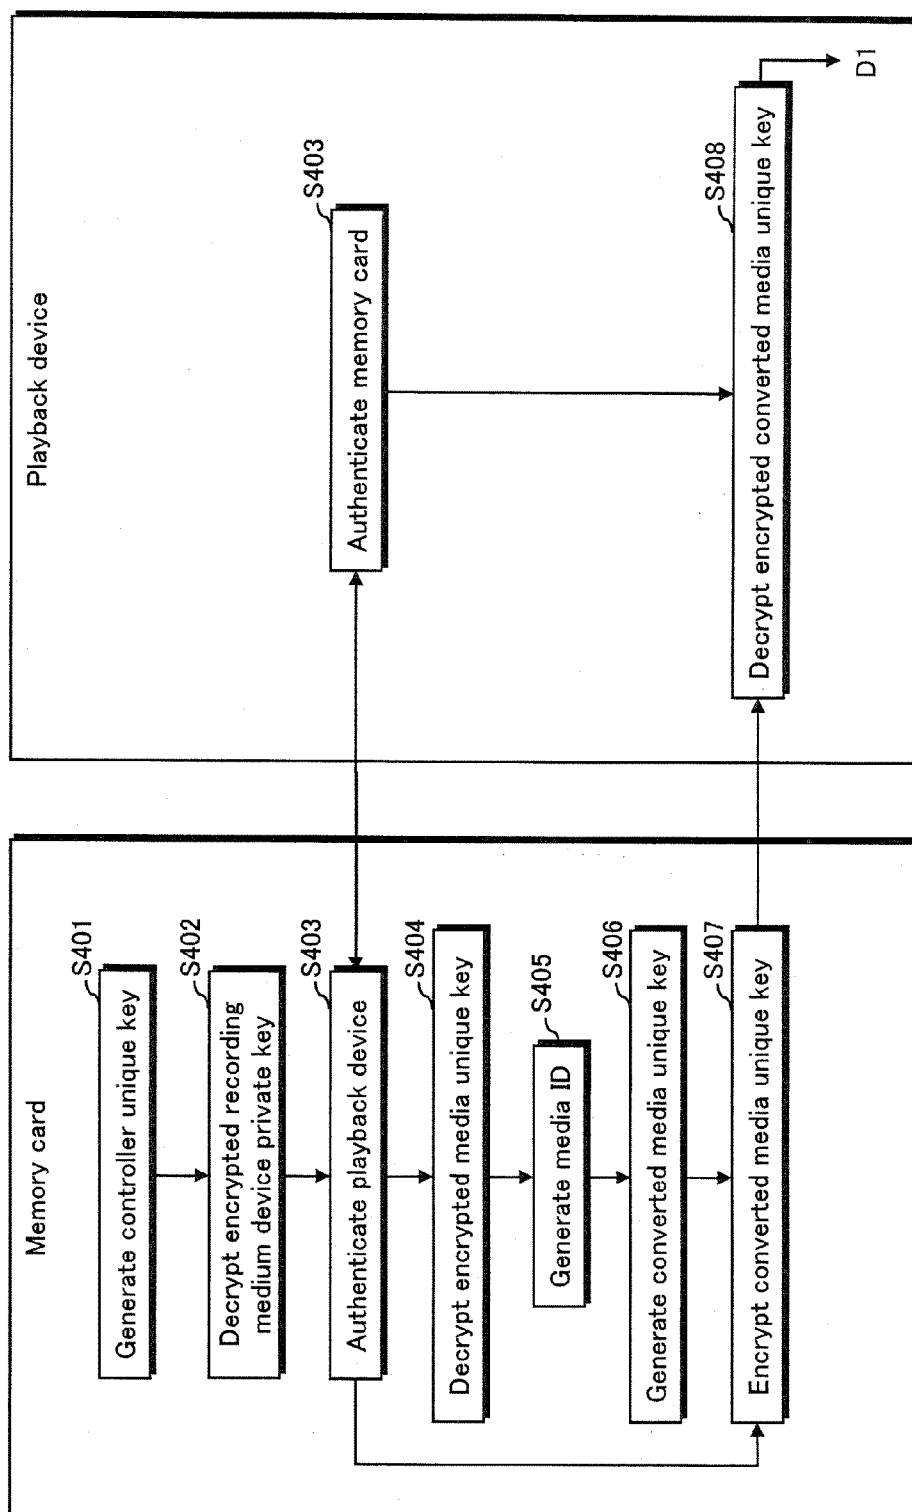 Memory card
Playback device
S401
Generate controller unique key
S402
Decrypt encrypted recording
medium device private key
S403
Authenticate playback device
S403
Authenticate memory card
S404
Decrypt encrypted media unique key
S405
Generate media ID
S406
Generate converted media unique key
S407
Encrypt converted media unique key
S408
Decrypt encrypted converted media unique key
D1